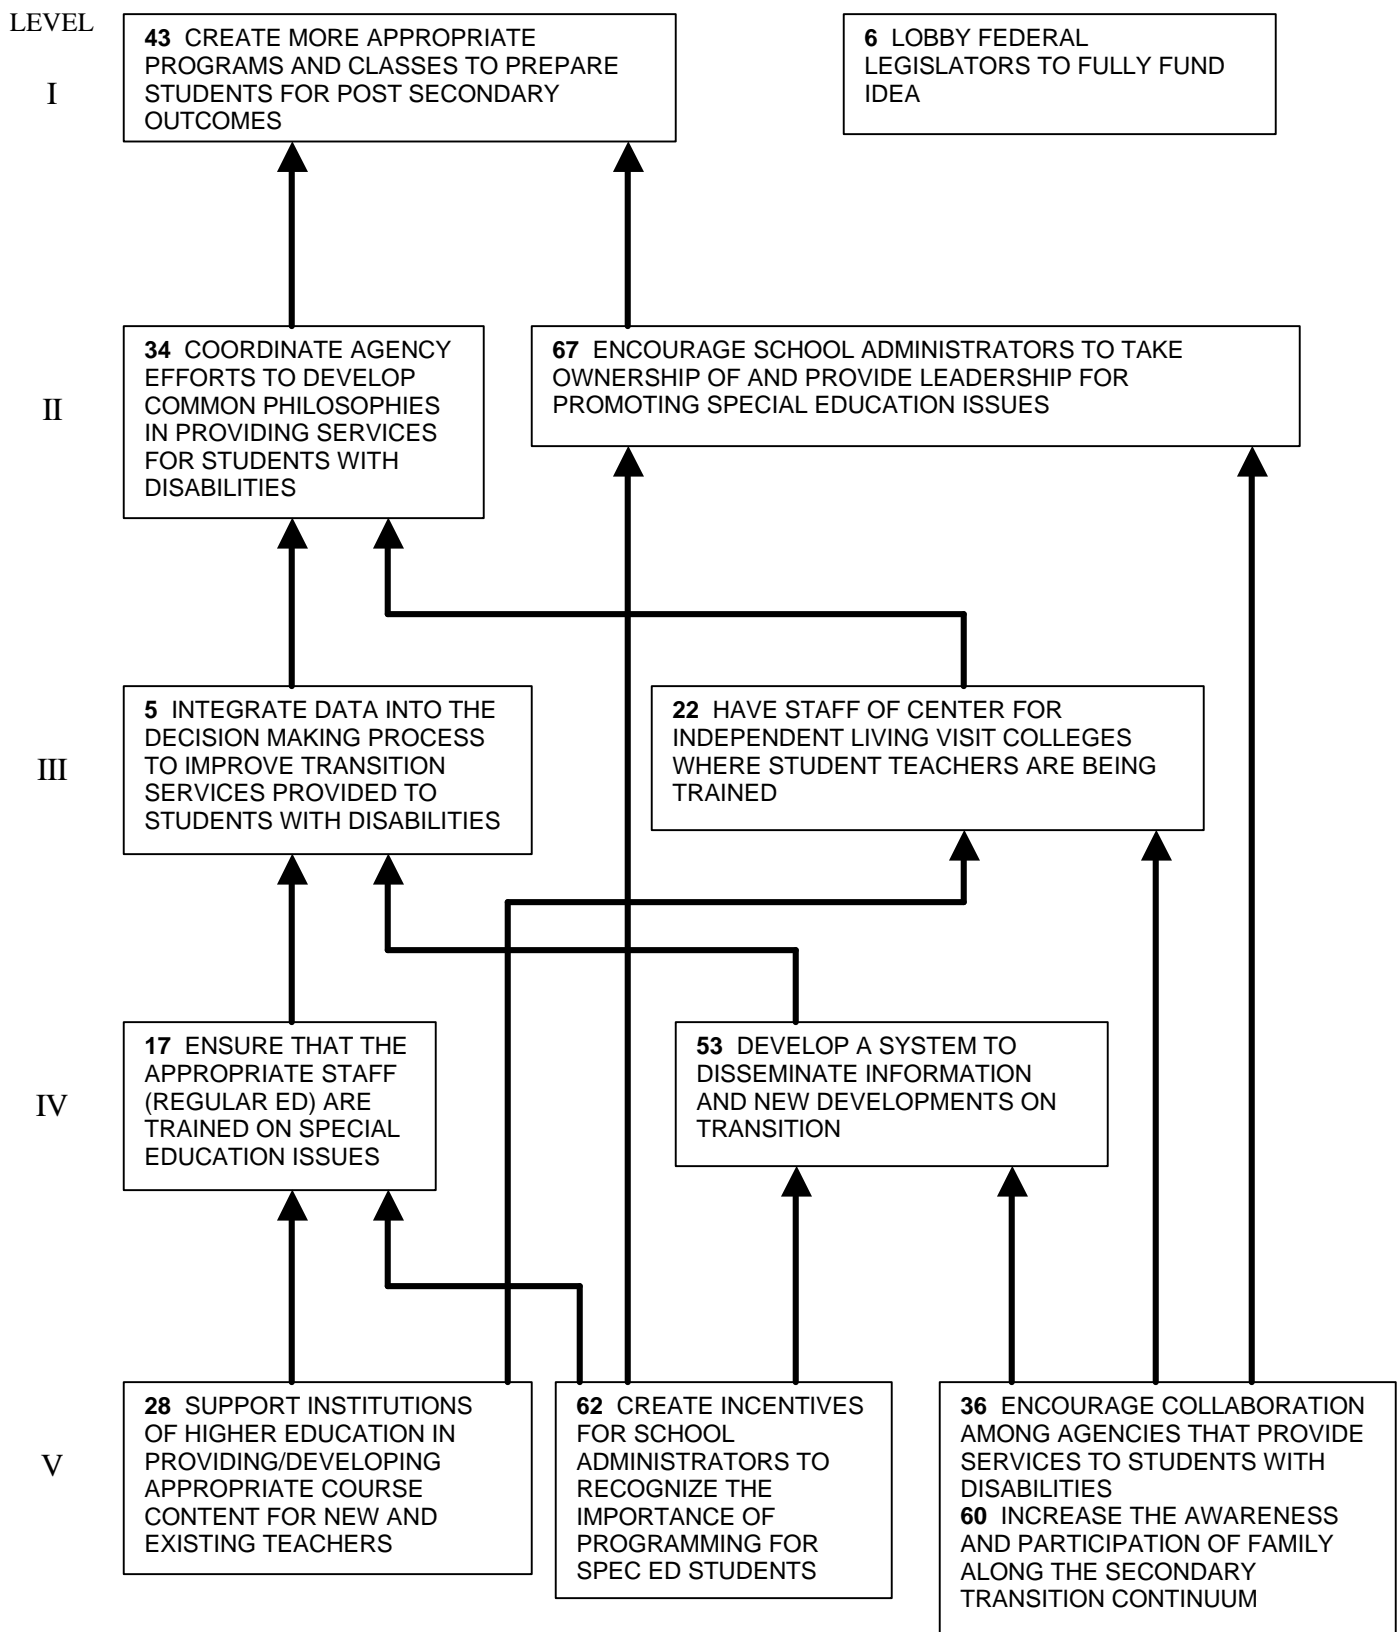 LEVEL
I
43 CREATE MORE APPROPRIATE
PROGRAMS AND CLASSES TO PREPARE
STUDENTS FOR POST SECONDARY
OUTCOMES
6 LOBBY FEDERAL
LEGISLATORS TO FULLY FUND
IDEA
II
34 COORDINATE AGENCY
EFFORTS TO DEVELOP
COMMON PHILOSOPHIES
IN PROVIDING SERVICES
FOR STUDENTS WITH
DISABILITIES
67 ENCOURAGE SCHOOL ADMINISTRATORS TO TAKE
OWNERSHIP OF AND PROVIDE LEADERSHIP FOR
PROMOTING SPECIAL EDUCATION ISSUES
III
5 INTEGRATE DATA INTO THE
DECISION MAKING PROCESS
TO IMPROVE TRANSITION
SERVICES PROVIDED TO
STUDENTS WITH DISABILITIES
22 HAVE STAFF OF CENTER FOR
INDEPENDENT LIVING VISIT COLLEGES
WHERE STUDENT TEACHERS ARE BEING
TRAINED
IV
17 ENSURE THAT THE
APPROPRIATE STAFF
(REGULAR ED) ARE
TRAINED ON SPECIAL
EDUCATION ISSUES
53 DEVELOP A SYSTEM TO
DISSEMINATE INFORMATION
AND NEW DEVELOPMENTS ON
TRANSITION
V
28 SUPPORT INSTITUTIONS
OF HIGHER EDUCATION IN
PROVIDING/DEVELOPING
APPROPRIATE COURSE
CONTENT FOR NEW AND
EXISTING TEACHERS
62 CREATE INCENTIVES
FOR SCHOOL
ADMINISTRATORS TO
RECOGNIZE THE
IMPORTANCE OF
PROGRAMMING FOR
SPEC ED STUDENTS
36 ENCOURAGE COLLABORATION
AMONG AGENCIES THAT PROVIDE
SERVICES TO STUDENTS WITH
DISABILITIES
60 INCREASE THE AWARENESS
AND PARTICIPATION OF FAMILY
ALONG THE SECONDARY
TRANSITION CONTINUUM